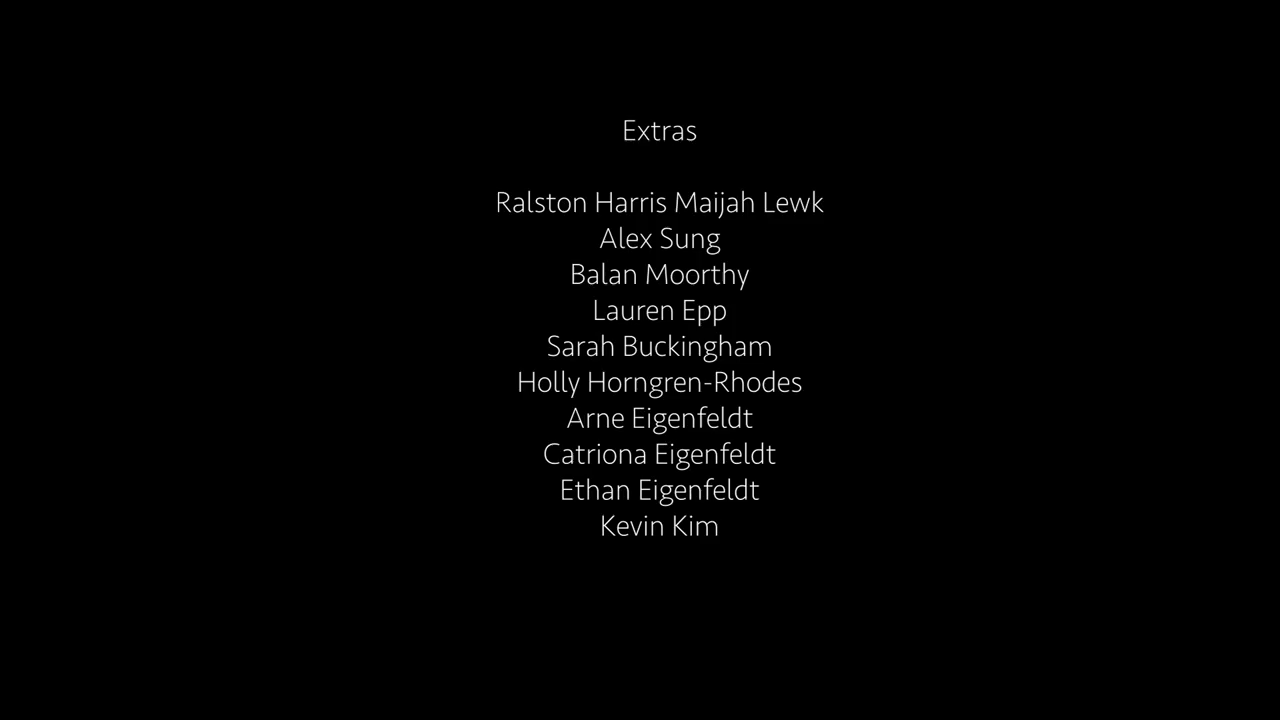 Extras
Ralston Harris Maijah Lewk
Alex Sung
Balan Moorthy
Lauren Epp
Sarah Buckingham
Holly Horngren-Rhodes
Arne Eigenfeldt
Catriona Eigenfeldt
Ethan Eigenfeldt
Kevin Kim